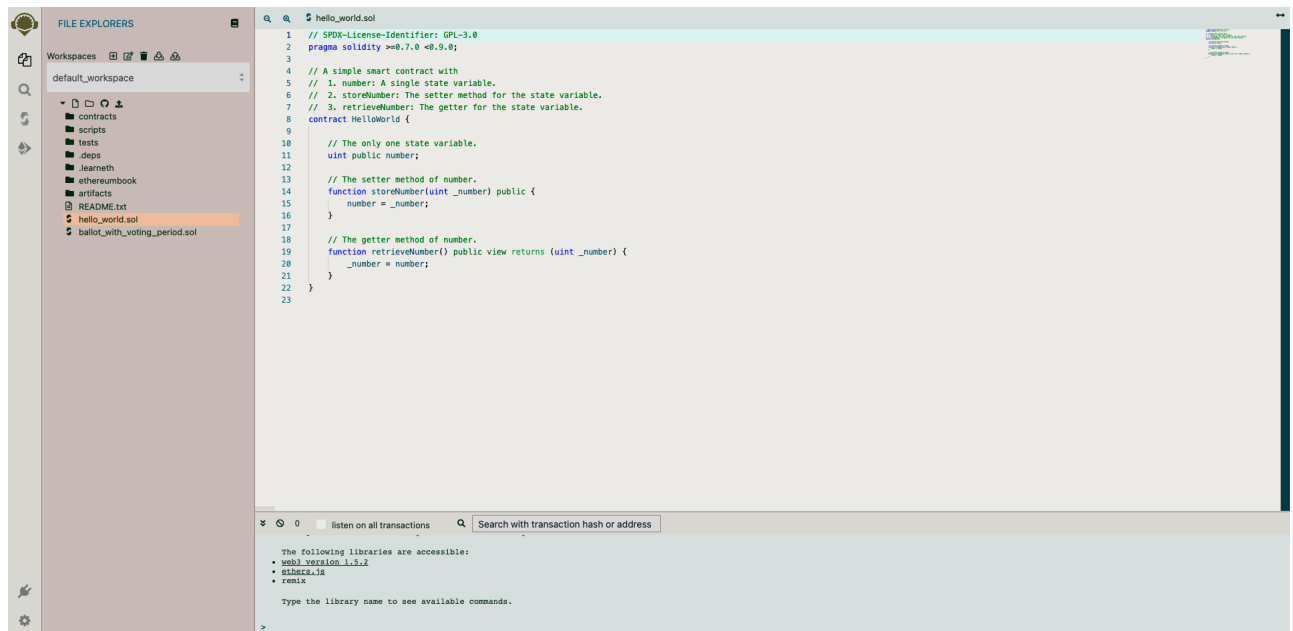 FILE EXPLORERS
Workspaces
default_workspace
contracts
scripts
tests
.deps
.learneth
ethereumbook
artifacts
README.txt
hello_world.sol
ballot_with_voting_period.sol
hello_world.sol
1 // SPDX-License-Identifier: GPL-3.0
2 pragma solidity >=0.7.0 <0.9.0;
3
4 // A simple smart contract with
5 //  1. number: A single state variable.
6 //  2. storeNumber: The setter method for the state variable.
7 //  3. retrieveNumber: The getter for the state variable.
8 contract HelloWorld {
9
10     // The only one state variable.
11     uint public number;
12
13     // The setter method of number.
14     function storeNumber(uint _number) public {
15         number = _number;
16     }
17
18     // The getter method of number.
19     function retrieveNumber() public view returns (uint _number) {
20         _number = number;
21     }
22 }
23
0 listen on all transactions Search with transaction hash or address
The following libraries are accessible:
• web3 version 1.5.2
• ethers.js
• remix
Type the library name to see available commands.
>